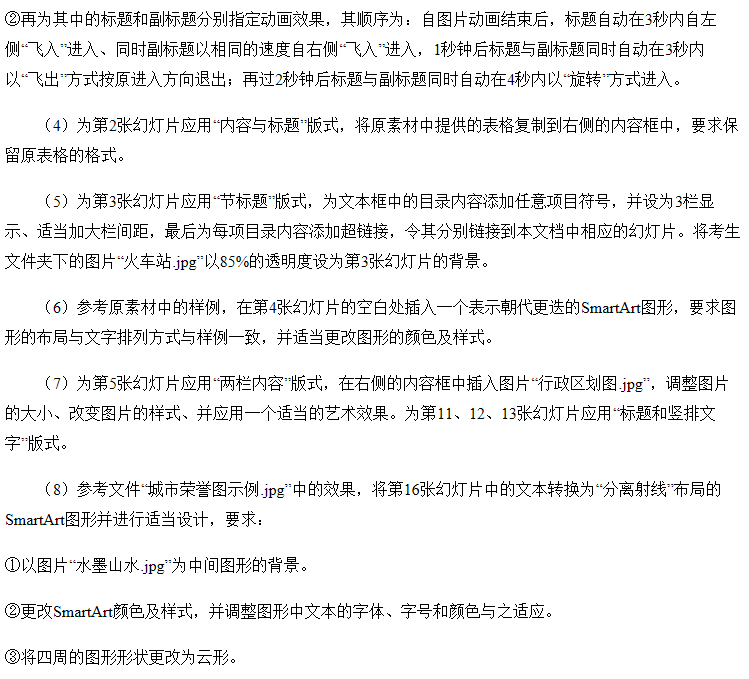 ②再为其中的标题和副标题分别指定动画效果，其顺序为：自图片动画结束后，标题自动在3秒内自左
侧“飞入”进入、同时副标题以相同的速度自右侧“飞入”进入，1秒钟后标题与副标题同时自动在3秒内
以“飞出”方式按原进入方向退出；再过2秒钟后标题与副标题同时自动在4秒内以“旋转”方式进入。
（4）为第2张幻灯片应用“内容与标题”版式，将原素材中提供的表格复制到右侧的内容框中，要求保
留原表格的格式。
（5）为第3张幻灯片应用“节标题”版式，为文本框中的目录内容添加任意项目符号，并设为3栏显
示、适当加大栏间距，最后为每项目录内容添加超链接，令其分别链接到本文档中相应的幻灯片。将考生
文件夹下的图片“火车站.jpg”以85%的透明度设为第3张幻灯片的背景。
（6）参考原素材中的样例，在第4张幻灯片的空白处插入一个表示朝代更迭的SmartArt图形，要求图
形的布局与文字排列方式与样例一致，并适当更改图形的颜色及样式。
（7）为第5张幻灯片应用“两栏内容”版式，在右侧的内容框中插入图片“行政区划图.jpg”，调整图片
的大小、改变图片的样式、并应用一个适当的艺术效果。为第11、12、13张幻灯片应用“标题和竖排文
字”版式。
（8）参考文件“城市荣誉图示例.jpg”中的效果，将第16张幻灯片中的文本转换为“分离射线”布局的
SmartArt图形并进行适当设计，要求：
①以图片“水墨山水.jpg”为中间图形的背景。
②更改SmartArt颜色及样式，并调整图形中文本的字体、字号和颜色与之适应。
③将四周的图形形状更改为云形。